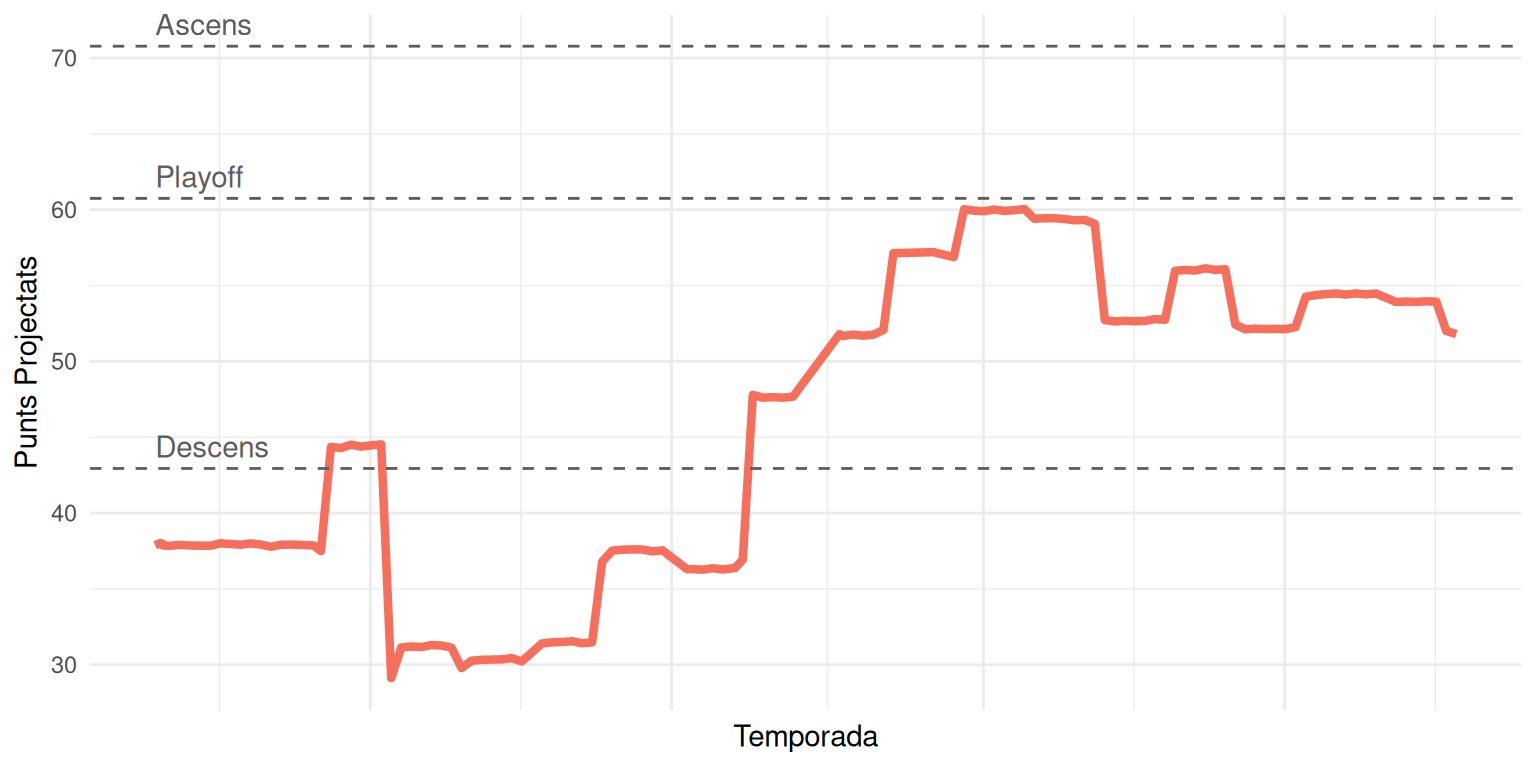 Ascens
70
Playoff
60
50
Descens
40
30
Punts Projectats
Temporada